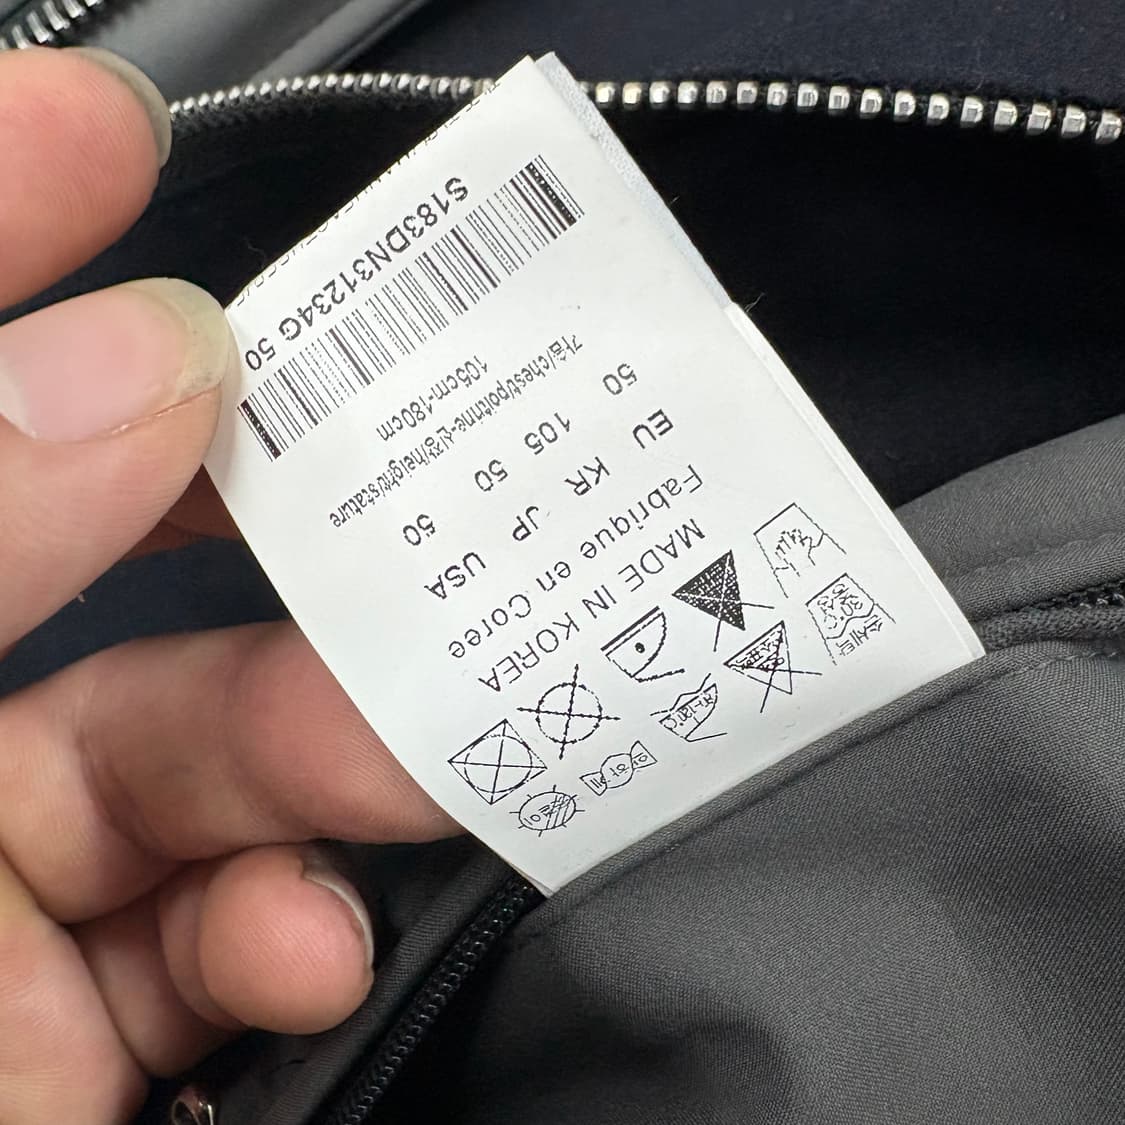 S183DN31234G 50
가슴/chest/poitrine-신장/height/stature
105cm-180cm
EU KR JP USA
50 105 50 50
Fabrique en Coree
MADE IN KOREA
30°C